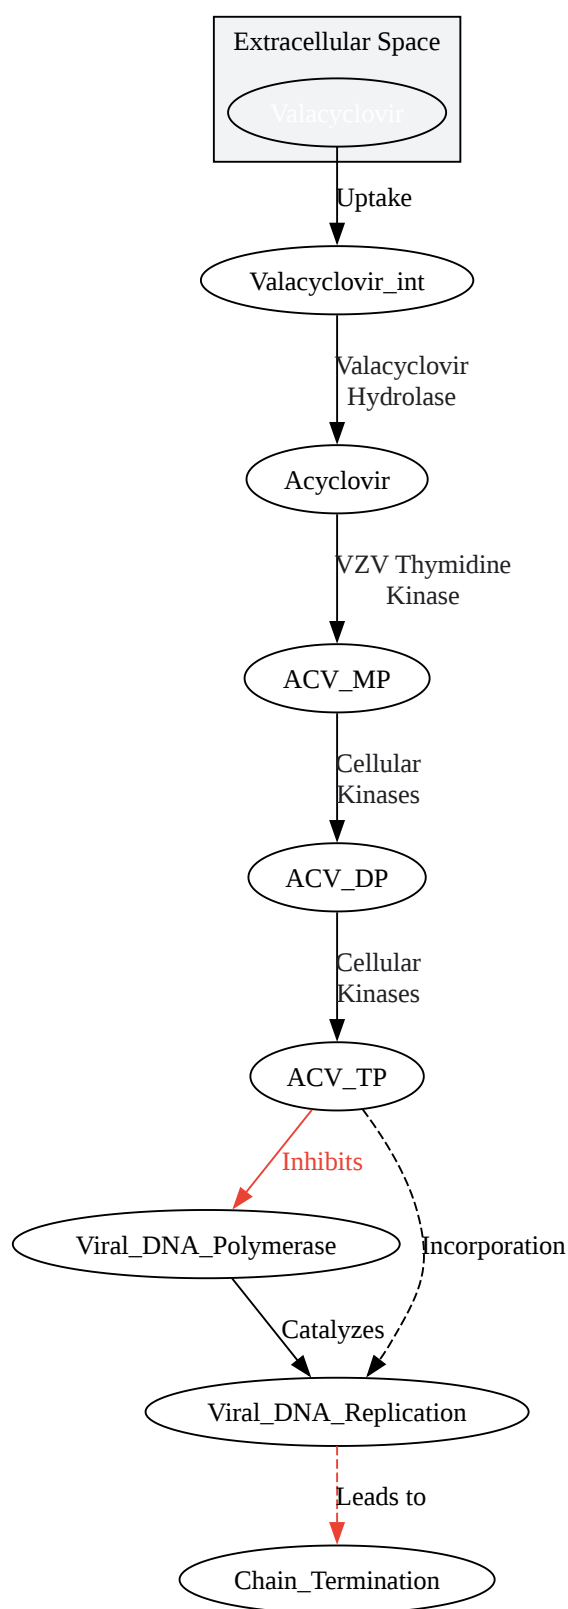 Extracellular Space
Valacyclovir
Uptake
Valacyclovir_int
Valacyclovir
Hydrolase
Acyclovir
VZV Thymidine
Kinase
ACV_MP
Cellular
Kinases
ACV_DP
Cellular
Kinases
ACV_TP
Inhibits
Viral_DNA_Polymerase
Incorporation
Catalyzes
Viral_DNA_Replication
Leads to
Chain_Termination